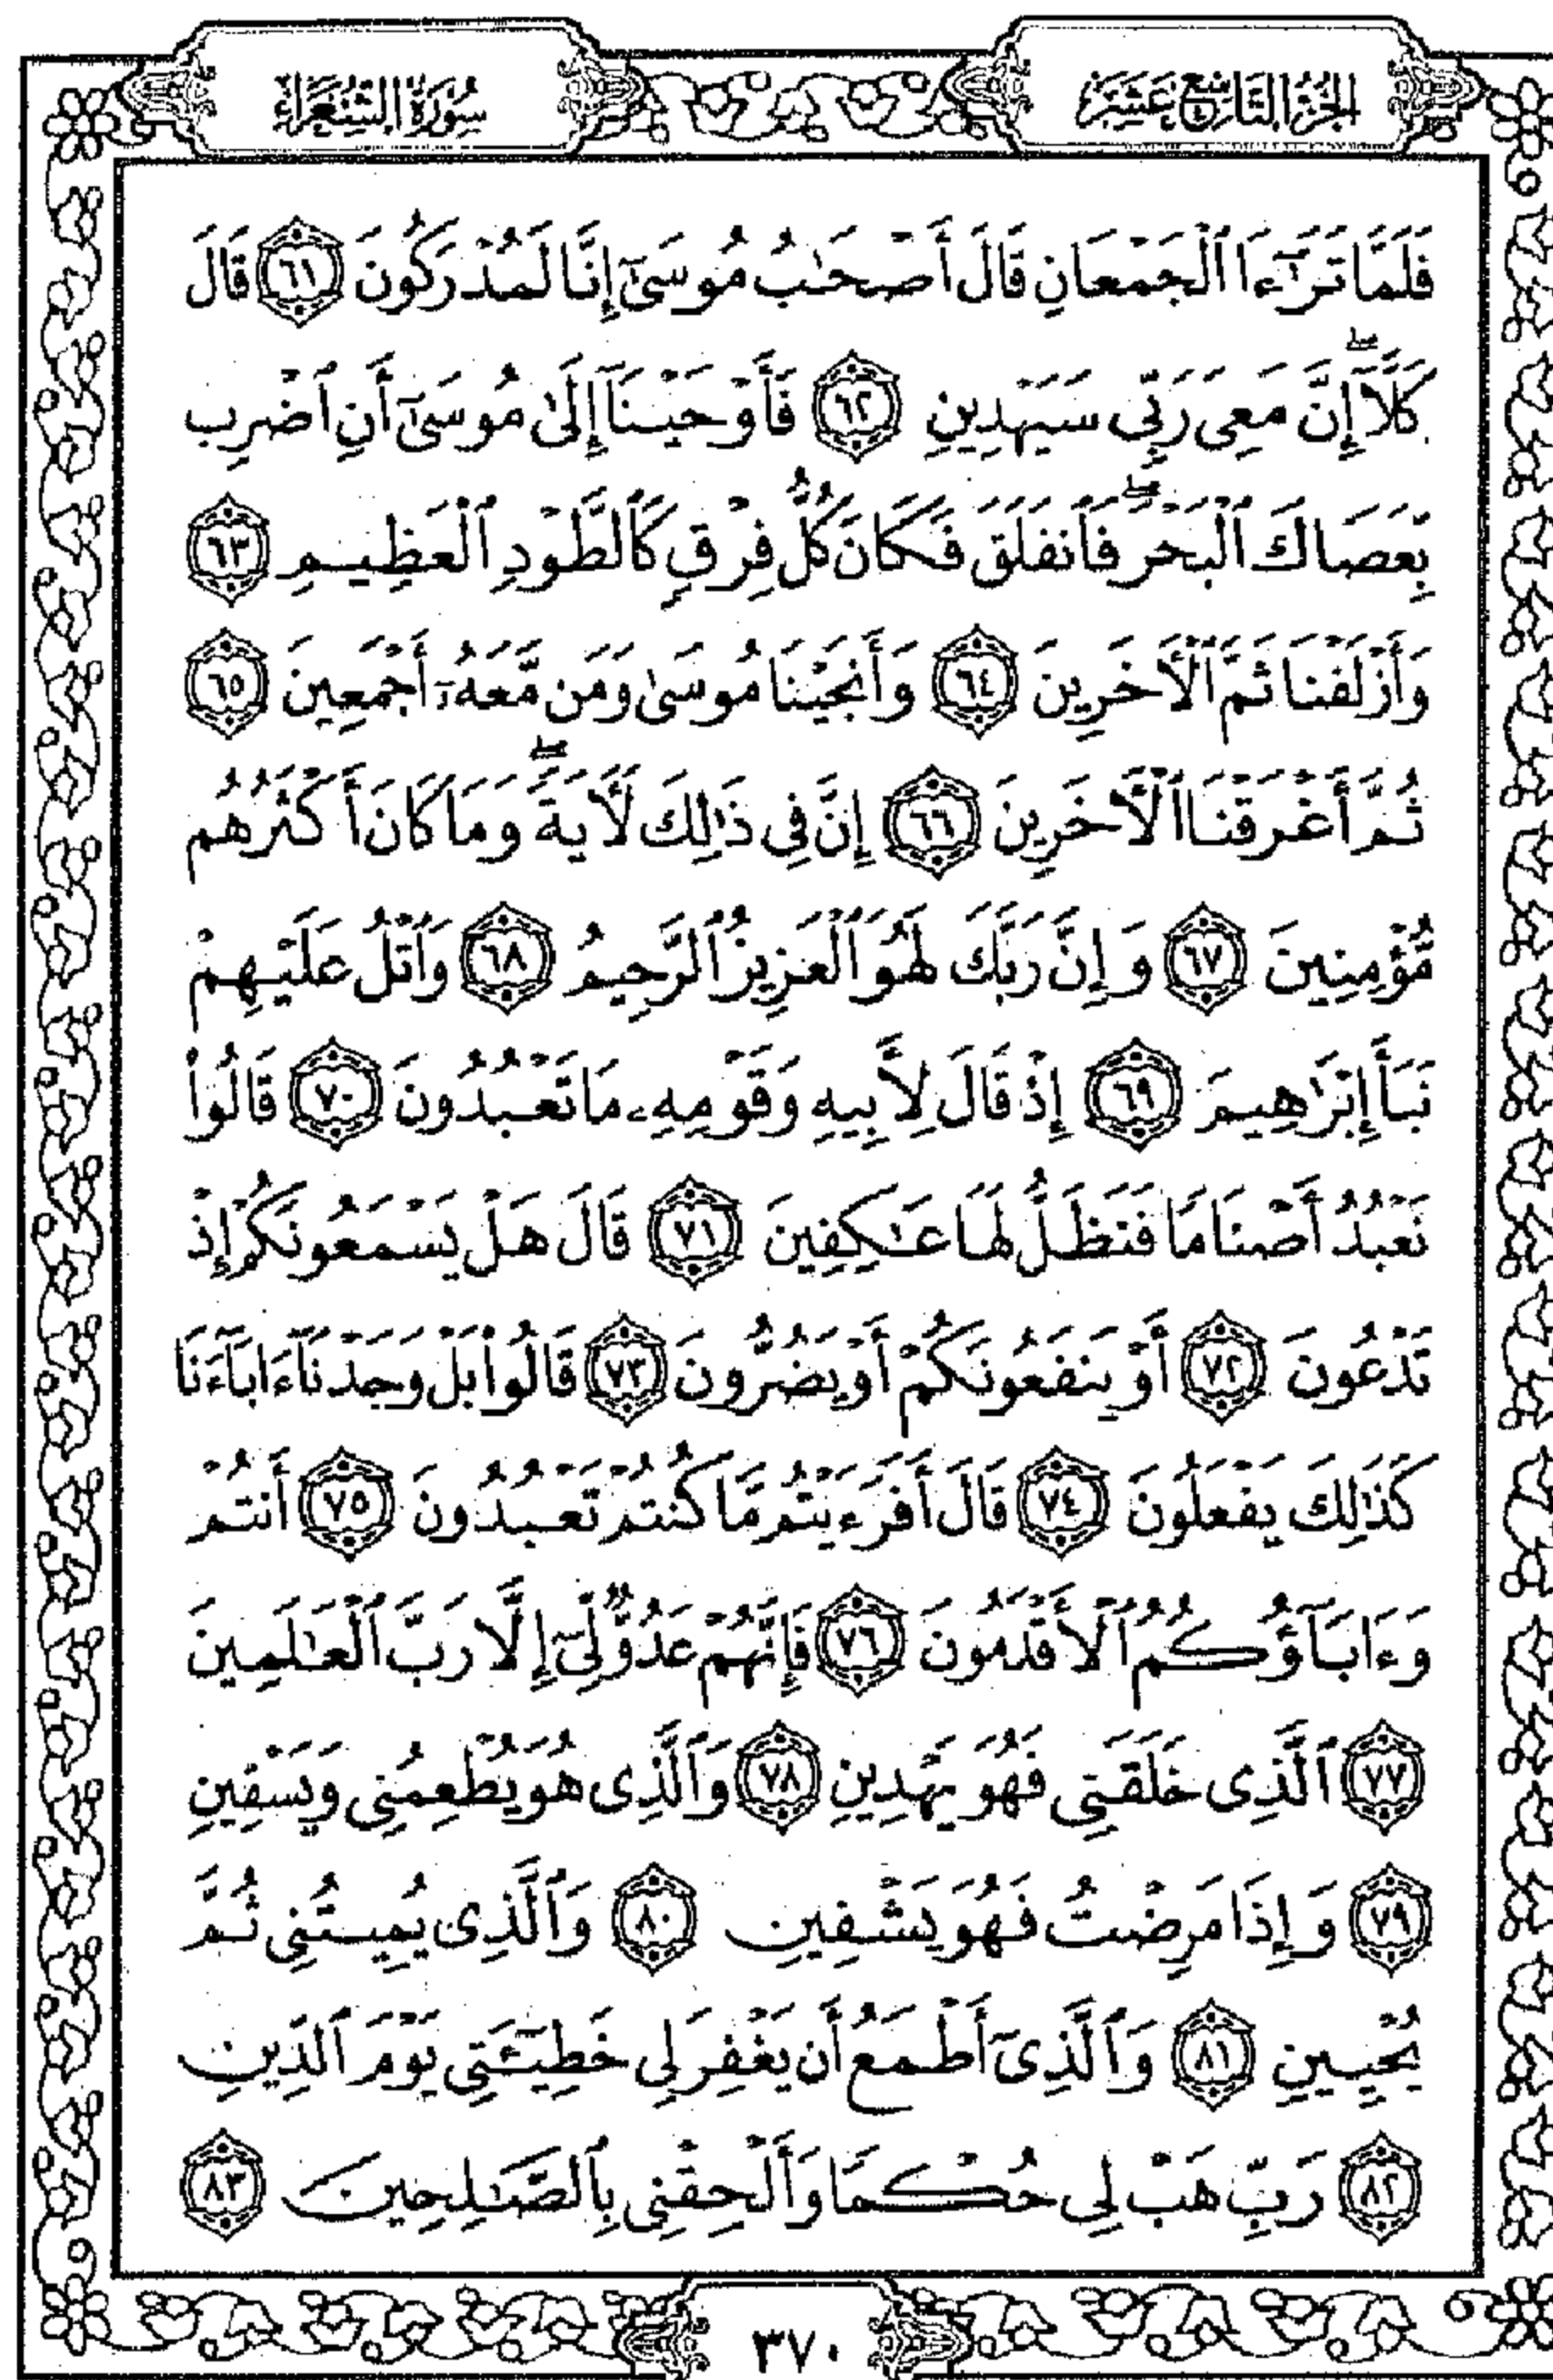 الجزء التاسع عشر
سورة الشعراء
فَلَمَّا تَرَٰٓءَا ٱلْجَمْعَانِ قَالَ أَصْحَٰبُ مُوسَىٰٓ إِنَّا لَمُدْرَكُونَ ٦١ قَالَ
كَلَّآ ۖ إِنَّ مَعِىَ رَبِّى سَيَهْدِينِ ٦٢ فَأَوْحَيْنَآ إِلَىٰ مُوسَىٰٓ أَنِ ٱضْرِب
بِّعَصَاكَ ٱلْبَحْرَ ۖ فَٱنفَلَقَ فَكَانَ كُلُّ فِرْقٍ كَٱلطَّوْدِ ٱلْعَظِيمِ ٦٣
وَأَزْلَفْنَا ثَمَّ ٱلْأَخَرِينَ ٦٤ وَأَنجَيْنَا مُوسَىٰ وَمَن مَّعَهُۥٓ أَجْمَعِينَ ٦٥
ثُمَّ أَغْرَقْنَا ٱلْأَخَرِينَ ٦٦ إِنَّ فِى ذَٰلِكَ لَأَيَةً ۖ وَمَا كَانَ أَكْثَرُهُم
مُّؤْمِنِينَ ٦٧ وَإِنَّ رَبَّكَ لَهُوَ ٱلْعَزِيزُ ٱلرَّحِيمُ ٦٨ وَٱتْلُ عَلَيْهِمْ
نَبَأَ إِبْرَٰهِيمَ ٦٩ إِذْ قَالَ لِأَبِيهِ وَقَوْمِهِۦ مَا تَعْبُدُونَ ٧٠ قَالُوا۟
نَعْبُدُ أَصْنَامًا فَنَظَلُّ لَهَا عَٰكِفِينَ ٧١ قَالَ هَلْ يَسْمَعُونَكُمْ إِذْ
تَدْعُونَ ٧٢ أَوْ يَنفَعُونَكُمْ أَوْ يَضُرُّونَ ٧٣ قَالُوا۟ بَلْ وَجَدْنَآ ءَابَآءَنَا
كَذَٰلِكَ يَفْعَلُونَ ٧٤ قَالَ أَفَرَءَيْتُم مَّا كُنتُمْ تَعْبُدُونَ ٧٥ أَنتُمْ
وَءَابَآؤُكُمُ ٱلْأَقْدَمُونَ ٧٦ فَإِنَّهُمْ عَدُوٌّ لِّىٓ إِلَّا رَبَّ ٱلْعَٰلَمِينَ
٧٧ ٱلَّذِى خَلَقَنِى فَهُوَ يَهْدِينِ ٧٨ وَٱلَّذِى هُوَ يُطْعِمُنِى وَيَسْقِينِ
٧٩ وَإِذَا مَرِضْتُ فَهُوَ يَشْفِينِ ٨٠ وَٱلَّذِى يُمِيتُنِى ثُمَّ
يُحْيِينِ ٨١ وَٱلَّذِىٓ أَطْمَعُ أَن يَغْفِرَ لِى خَطِيٓـَٔتِى يَوْمَ ٱلدِّينِ
٨٢ رَبِّ هَبْ لِى حُكْمًا وَأَلْحِقْنِى بِٱلصَّٰلِحِينَ ٨٣
٣٧٠